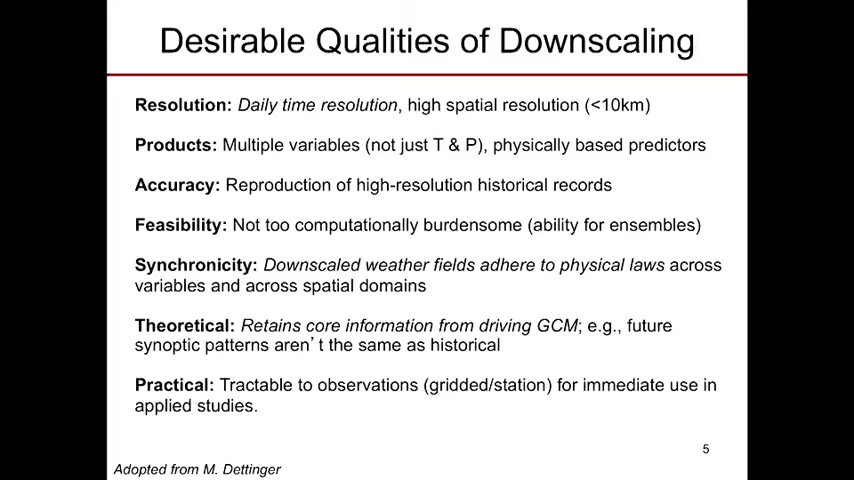 Desirable Qualities of Downscaling
Resolution: Daily time resolution, high spatial resolution (<10km)
Products: Multiple variables (not just T & P), physically based predictors
Accuracy: Reproduction of high-resolution historical records
Feasibility: Not too computationally burdensome (ability for ensembles)
Synchronicity: Downscaled weather fields adhere to physical laws across
variables and across spatial domains
Theoretical: Retains core information from driving GCM; e.g., future
synoptic patterns aren’t the same as historical
Practical: Tractable to observations (gridded/station) for immediate use in
applied studies.
5
Adopted from M. Dettinger